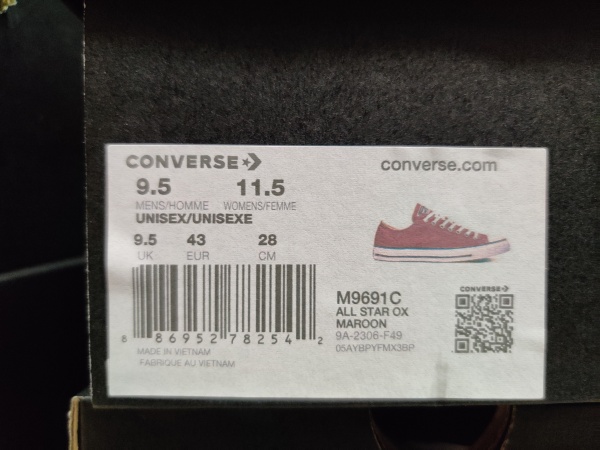 CONVERSE
converse.com
9.5 11.5
MENS/HOMME WOMENS/FEMME
UNISEX/UNISEXE
9.5 43 28
UK EUR CM
8 86952 78254 2
MADE IN VIETNAM
FABRIQUE AU VIETNAM
M9691C
ALL STAR OX
MAROON
9A-2306-F49
05AYBPYFMX3BP
CONVERSE